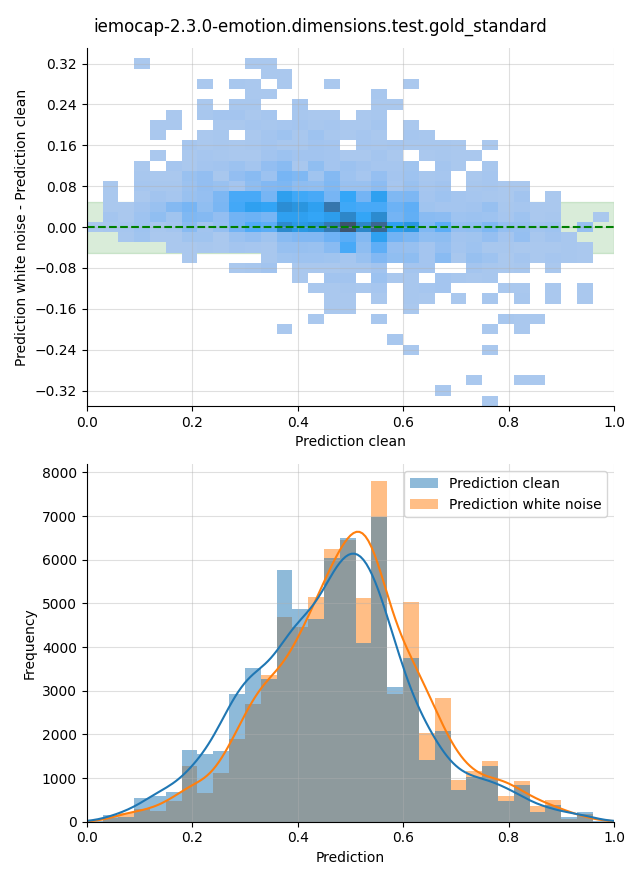 iemocap-2.3.0-emotion.dimensions.test.gold_standard
Prediction white noise - Prediction clean
0.32
0.24
0.16
0.08
0.00
−0.08
−0.16
−0.24
−0.32
0.0 0.2 0.4 0.6 0.8 1.0
Prediction clean
Frequency
8000
7000
6000
5000
4000
3000
2000
1000
0
Prediction clean
Prediction white noise
0.0 0.2 0.4 0.6 0.8 1.0
Prediction